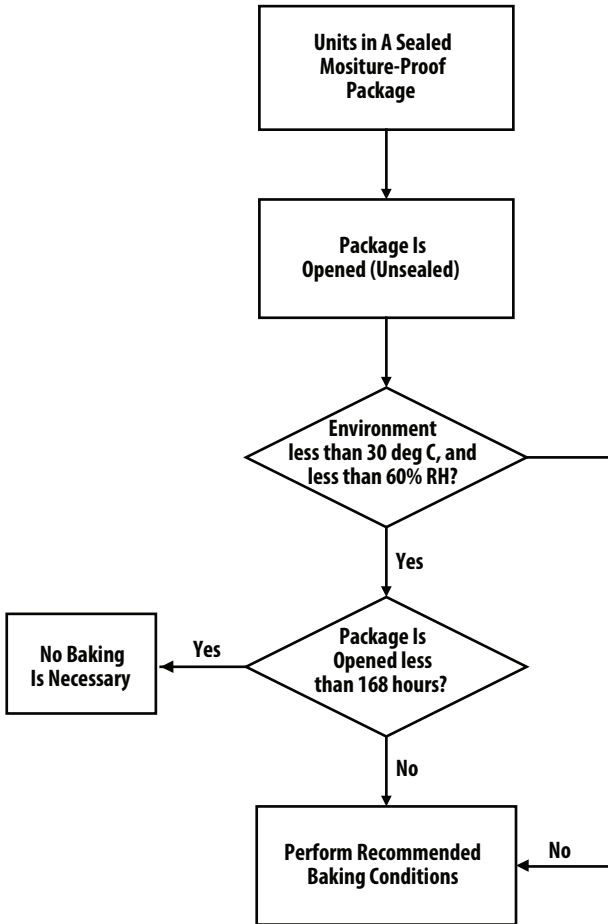 Units in A Sealed
Mositure-Proof
Package
Package Is
Opened (Unsealed)
Environment
less than 30 deg C, and
less than 60% RH?
Yes
No Baking
Is Necessary
Yes
Package Is
Opened less
than 168 hours?
No
Perform Recommended
Baking Conditions
No